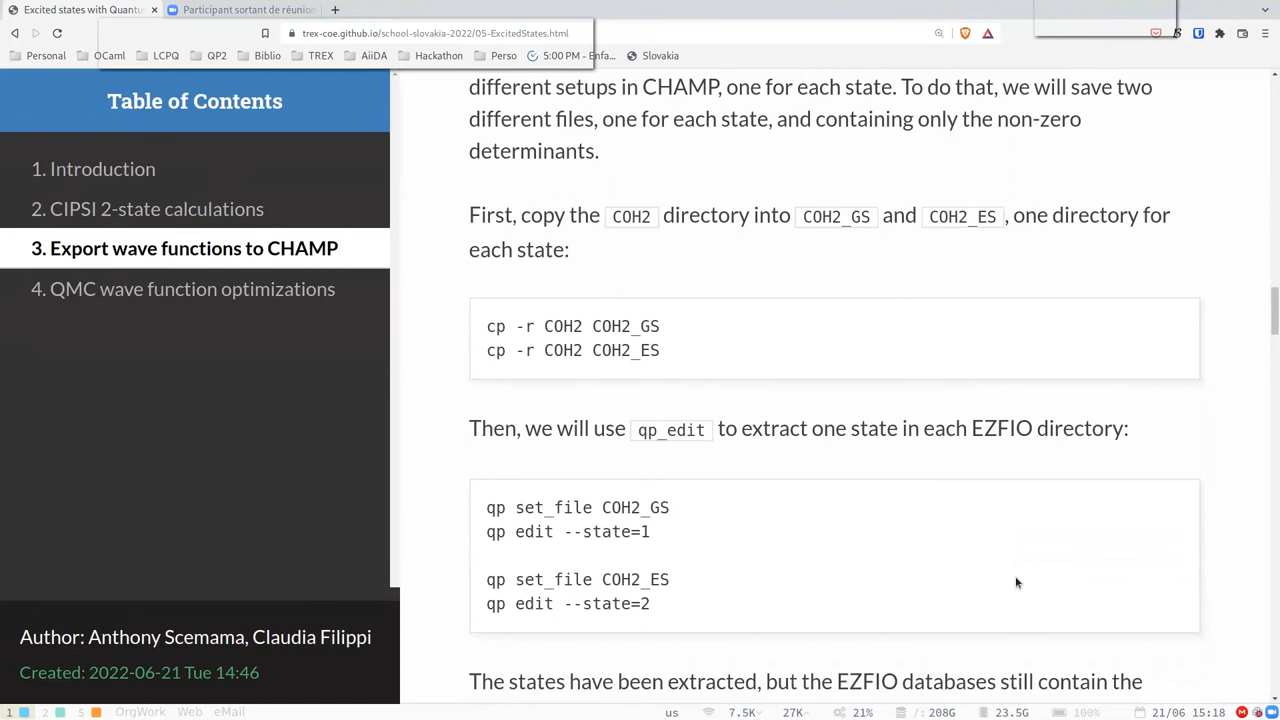 Excited states with Quantu
Participant sortant de réunion
trex-coe.github.io/school-slovakia-2022/05-ExcitedStates.html
Personal OCaml LCPQ QP2 Biblio TREX AiiDA Hackathon Perso 5:00 PM – Enfa... Slovakia
Table of Contents
1. Introduction
2. CIPSI 2-state calculations
3. Export wave functions to CHAMP
4. QMC wave function optimizations
Author: Anthony Scemama, Claudia Filippi
Created: 2022-06-21 Tue 14:46
different setups in CHAMP, one for each state. To do that, we will save two
different files, one for each state, and containing only the non-zero
determinants.
First, copy the COH2 directory into COH2_GS and COH2_ES, one directory for
each state:
cp -r COH2 COH2_GS
cp -r COH2 COH2_ES
Then, we will use qp_edit to extract one state in each EZFIO directory:
qp set_file COH2_GS
qp edit --state=1
qp set_file COH2_ES
qp edit --state=2
The states have been extracted, but the EZFIO databases still contain the
1 2 5 OrgWork Web eMail us 7.5K 27K 21% /: 208G 23.5G 100% 21/06 15:18